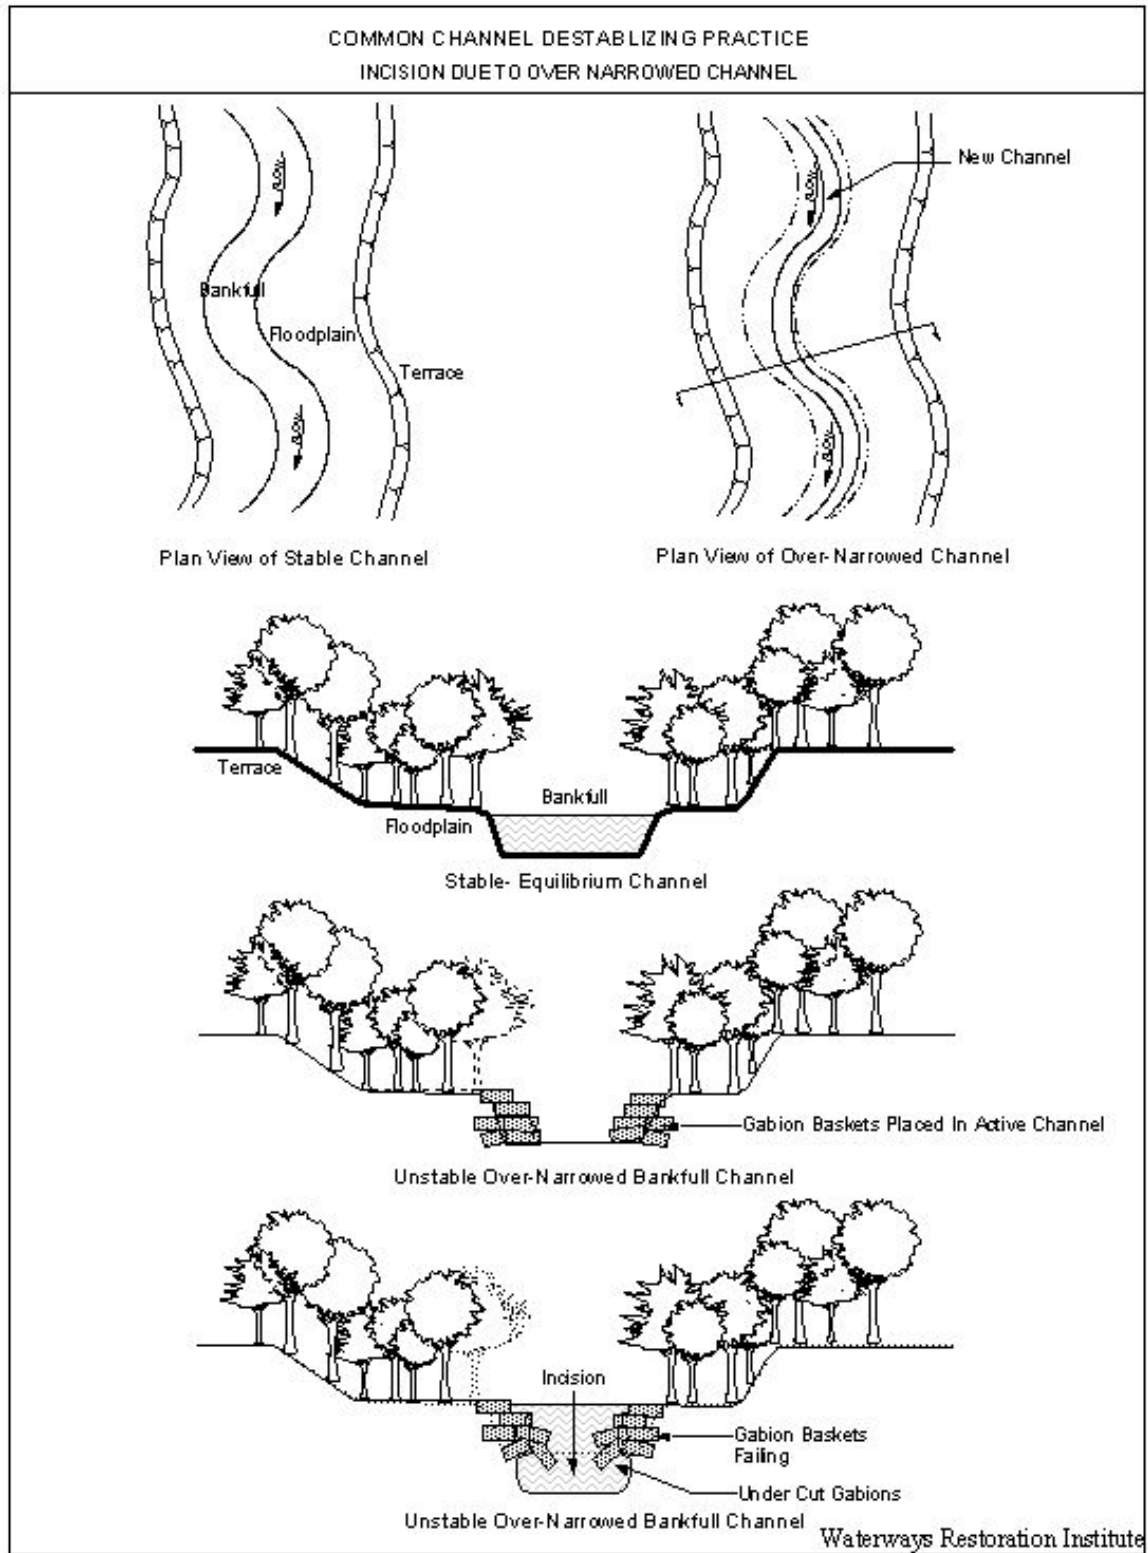 COMMON CHANNEL DESTABLIZING PRACTICE
INCISION DUE TO OVER NARROWED CHANNEL
New Channel
FLOW
FLOW
Bankfull
Floodplain
Terrace
FLOW
FLOW
Plan View of Stable Channel
Plan View of Over-Narrowed Channel
Terrace
Bankfull
Floodplain
Stable- Equilibrium Channel
Gabion Baskets Placed In Active Channel
Unstable Over-Narrowed Bankfull Channel
Incision
Gabion Baskets
Failing
Under Cut Gabions
Unstable Over-Narrowed Bankfull Channel
Waterways Restoration Institute